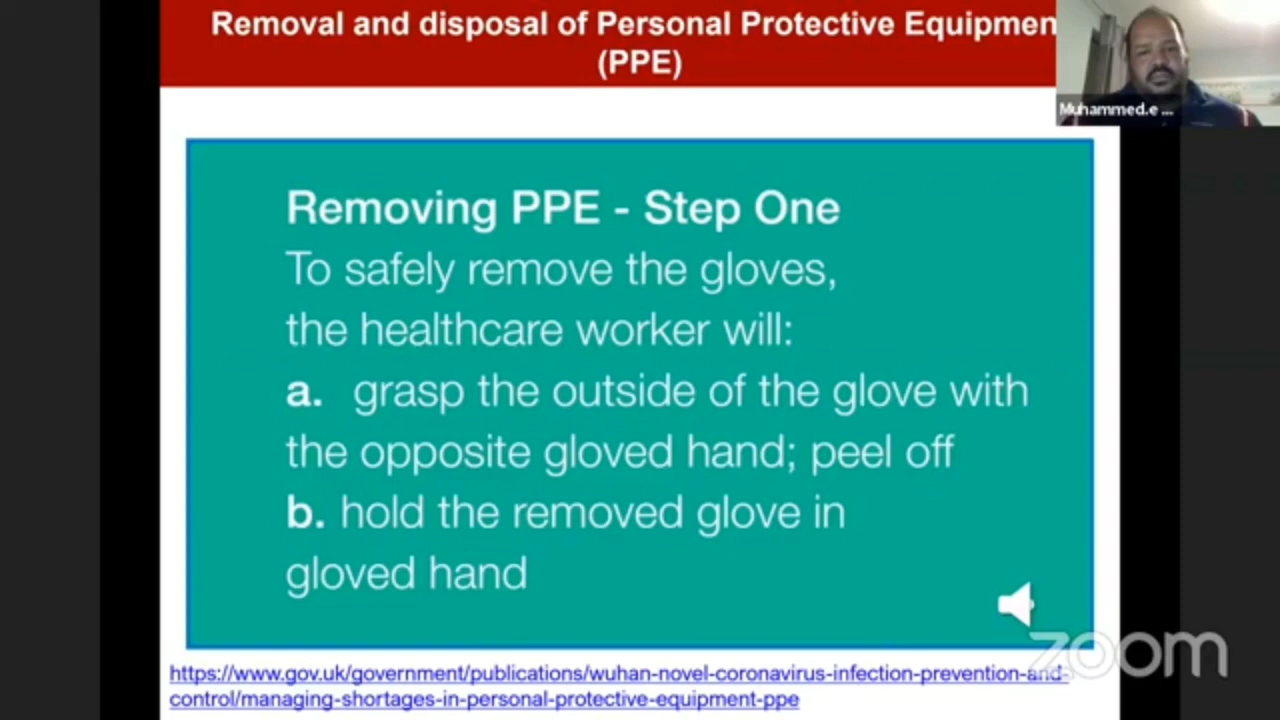 Removal and disposal of Personal Protective Equipmen
(PPE)
Muhammed.e ...
Removing PPE - Step One
To safely remove the gloves,
the healthcare worker will:
a. grasp the outside of the glove with
the opposite gloved hand; peel off
b. hold the removed glove in
gloved hand
zoom
https://www.gov.uk/government/publications/wuhan-novel-coronavirus-infection-prevention-and-
control/managing-shortages-in-personal-protective-equipment-ppe